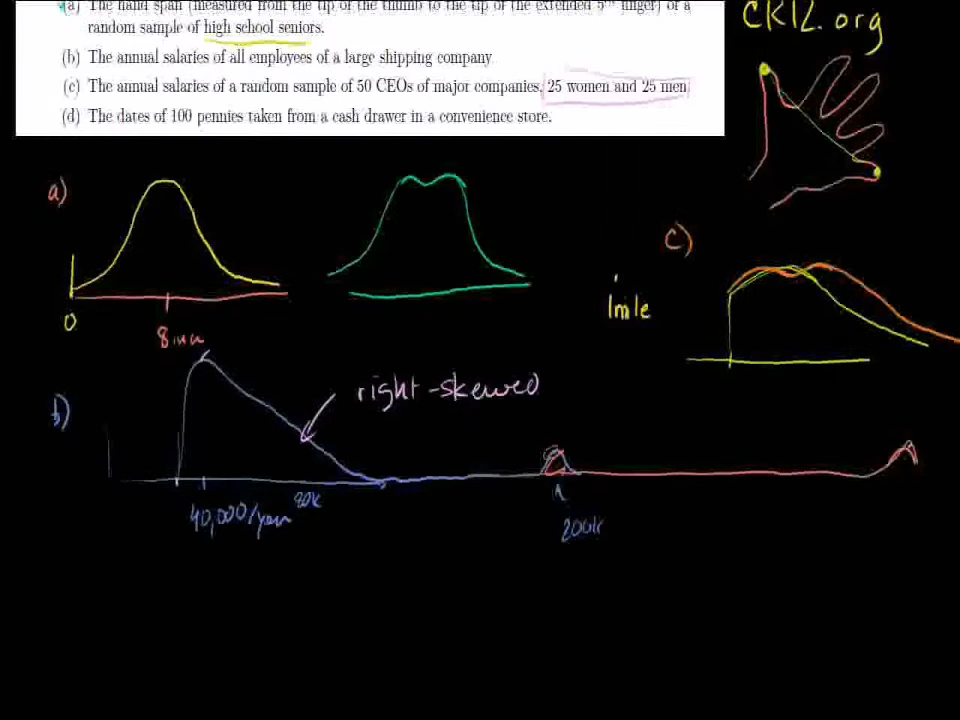 (a) The hand span (measured from the tip of the thumb to the tip of the extended 5th finger) of a
random sample of high school seniors.
(b) The annual salaries of all employees of a large shipping company
(c) The annual salaries of a random sample of 50 CEOs of major companies, 25 women and 25 men
(d) The dates of 100 pennies taken from a cash drawer in a convenience store.
CK12.org
a)
0
c)
b)
right-skewed
40,000/year
200k